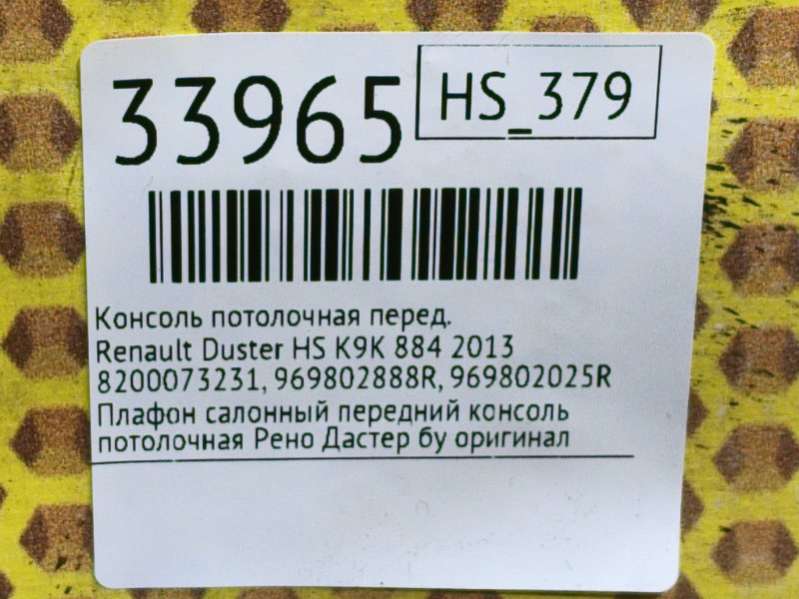 33965
HS_379
Консоль потолочная перед.
Renault Duster HS K9K 884 2013
8200073231, 969802888R, 969802025R
Плафон салонный передний консоль
потолочная Рено Дастер бу оригинал